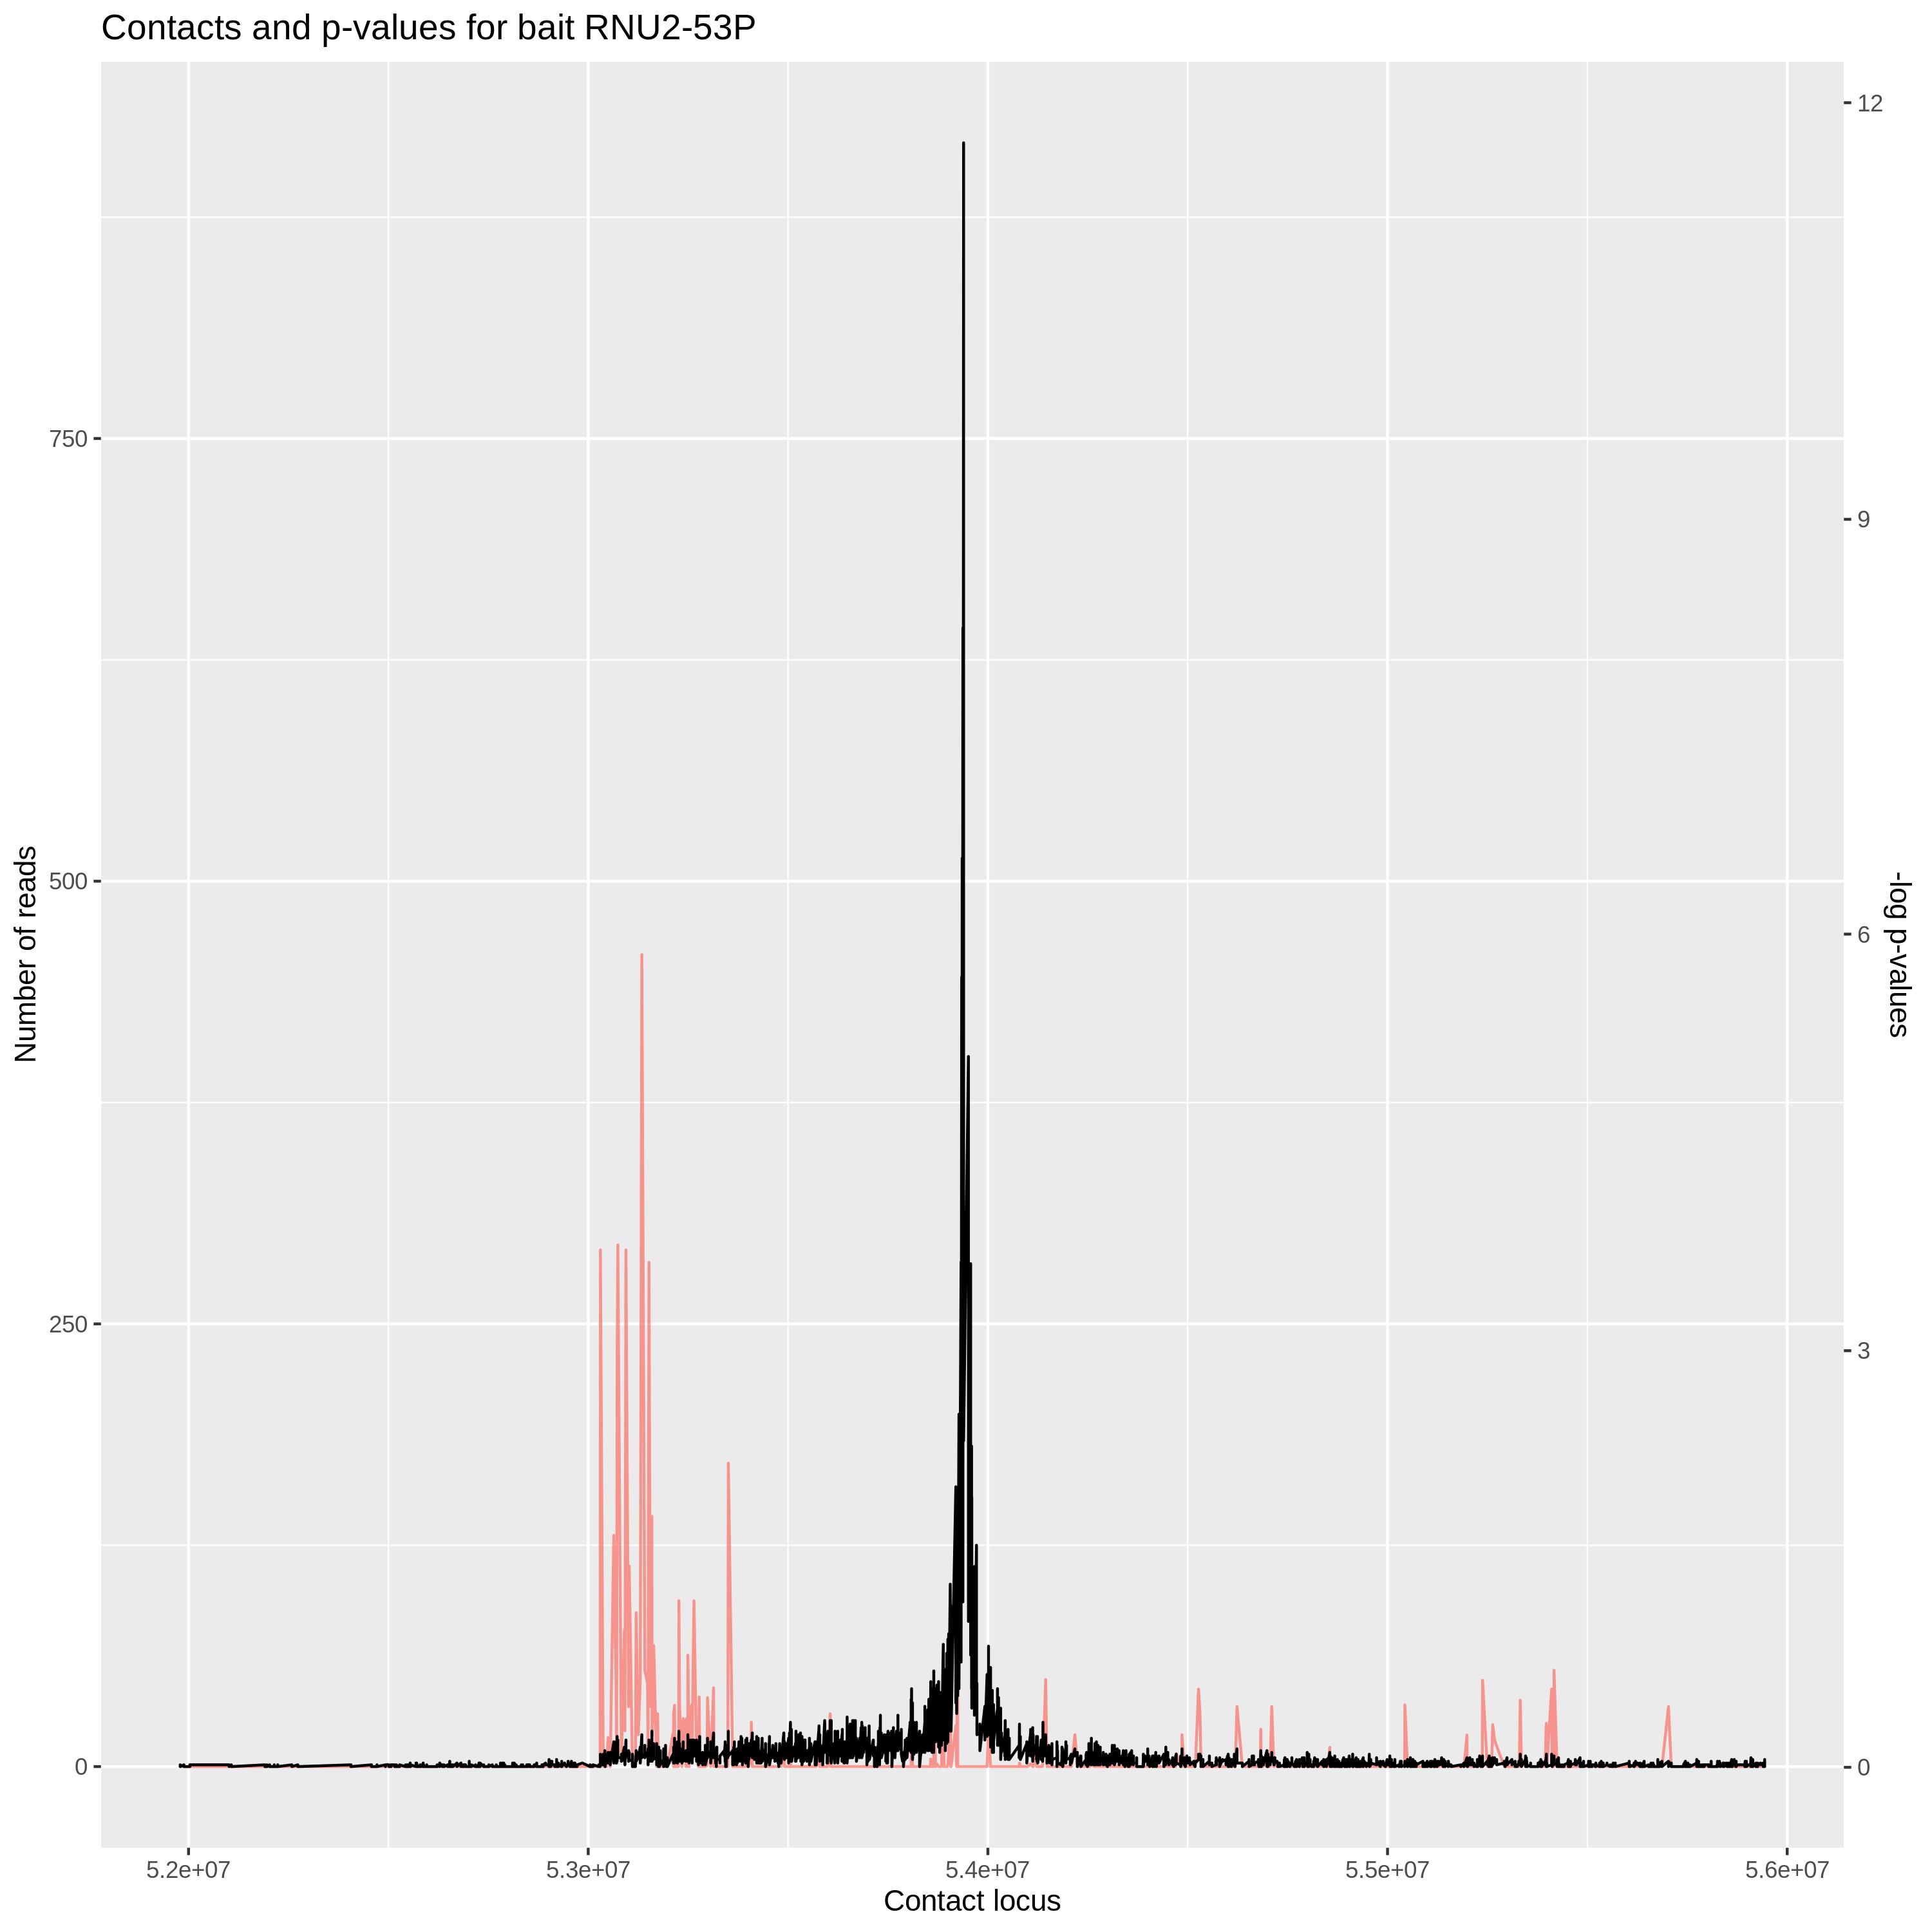 Contacts and p-values for bait RNU2-53P
12
750
9
500
6
Number of reads
-log p-values
250
3
0
0
5.2e+07
5.3e+07
5.4e+07
5.5e+07
5.6e+07
Contact locus